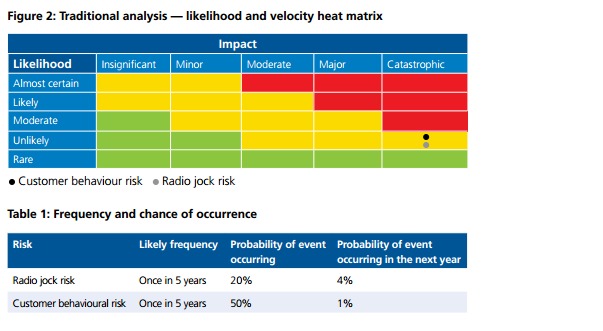 Figure 2: Traditional analysis — likelihood and velocity heat matrix
Impact
Likelihood Insignificant Minor Moderate Major Catastrophic
Almost certain
Likely
Moderate
Unlikely
Rare
● Customer behaviour risk ● Radio jock risk
Table 1: Frequency and chance of occurrence
Risk Likely frequency Probability of event occurring Probability of event occurring in the next year
Radio jock risk Once in 5 years 20% 4%
Customer behavioural risk Once in 5 years 50% 1%